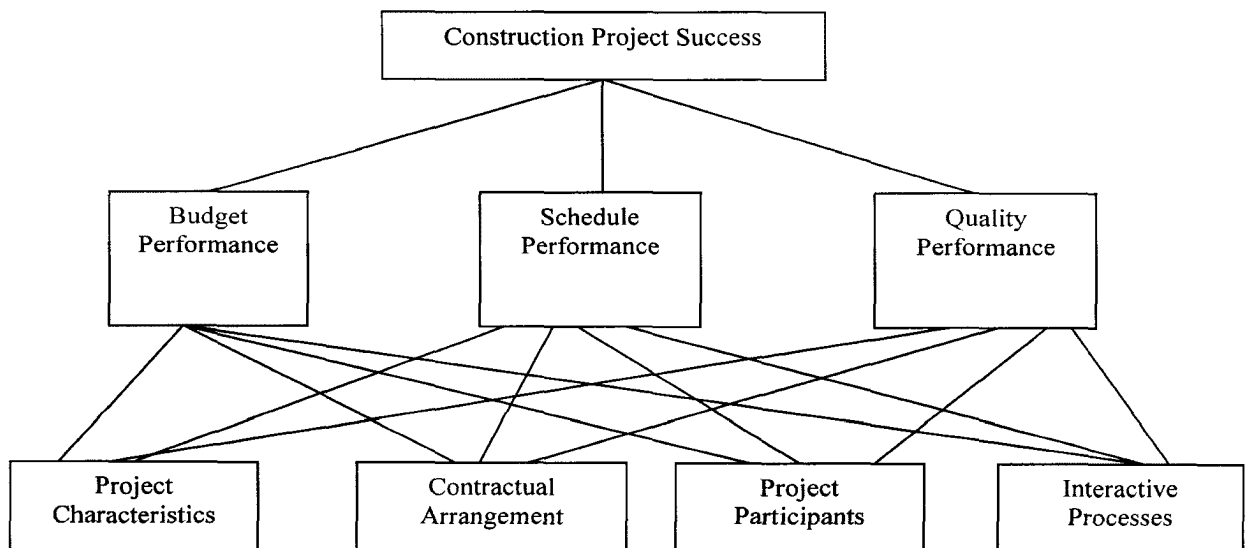 Construction Project Success
Budget
Performance
Schedule
Performance
Quality
Performance
Project
Characteristics
Contractual
Arrangement
Project
Participants
Interactive
Processes